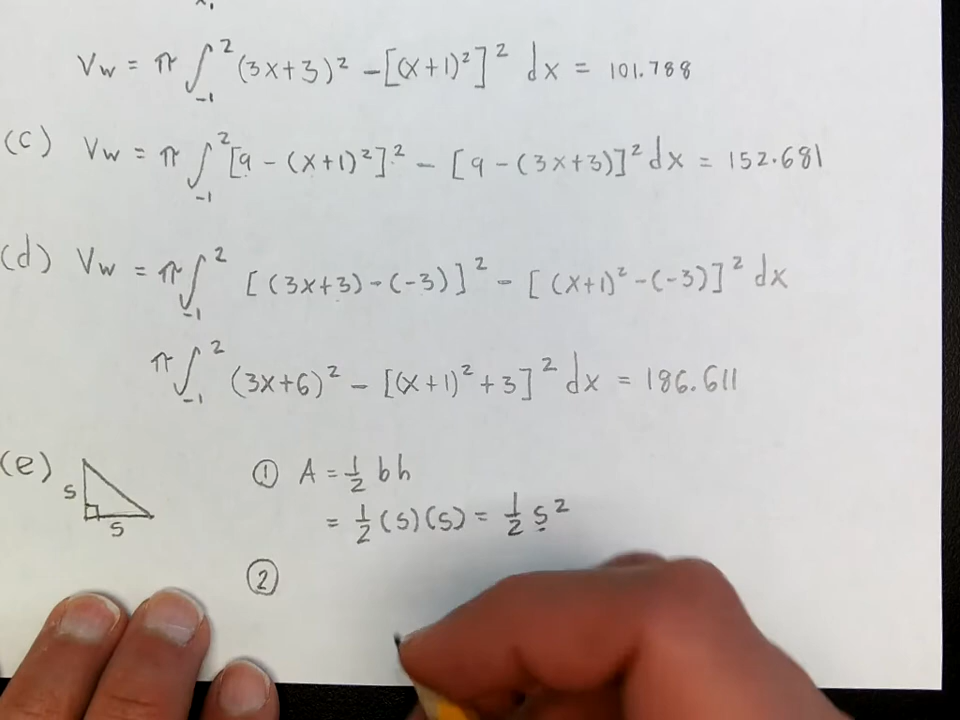 V_w = π ∫_{-1}^{2} (3x+3)² - [(x+1)²]² dx = 101.788
(c) V_w = π ∫_{-1}^{2} [9 - (x+1)²]² - [9 - (3x+3)]² dx = 152.681
(d) V_w = π ∫_{-1}^{2} [(3x+3) - (-3)]² - [(x+1)² - (-3)]² dx
π ∫_{-1}^{2} (3x+6)² - [(x+1)² + 3]² dx = 186.611
(e) s s ① A = ½ bh
= ½ (s)(s) = ½ s²
②